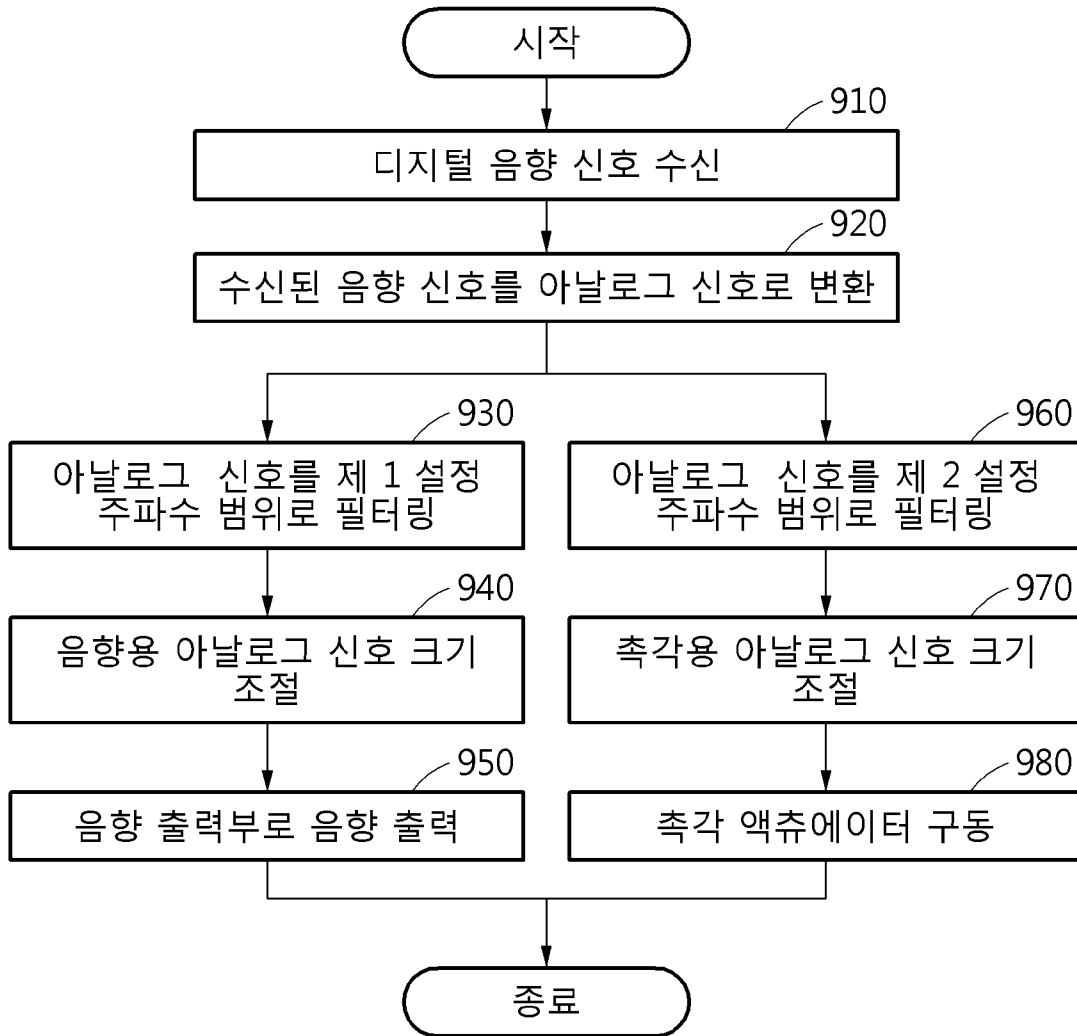 시작
910
디지털 음향 신호 수신
920
수신된 음향 신호를 아날로그 신호로 변환
930
아날로그 신호를 제 1 설정
주파수 범위로 필터링
940
음향용 아날로그 신호 크기
조절
950
음향 출력부로 음향 출력
960
아날로그 신호를 제 2 설정
주파수 범위로 필터링
970
촉각용 아날로그 신호 크기
조절
980
촉각 액츄에이터 구동
종료